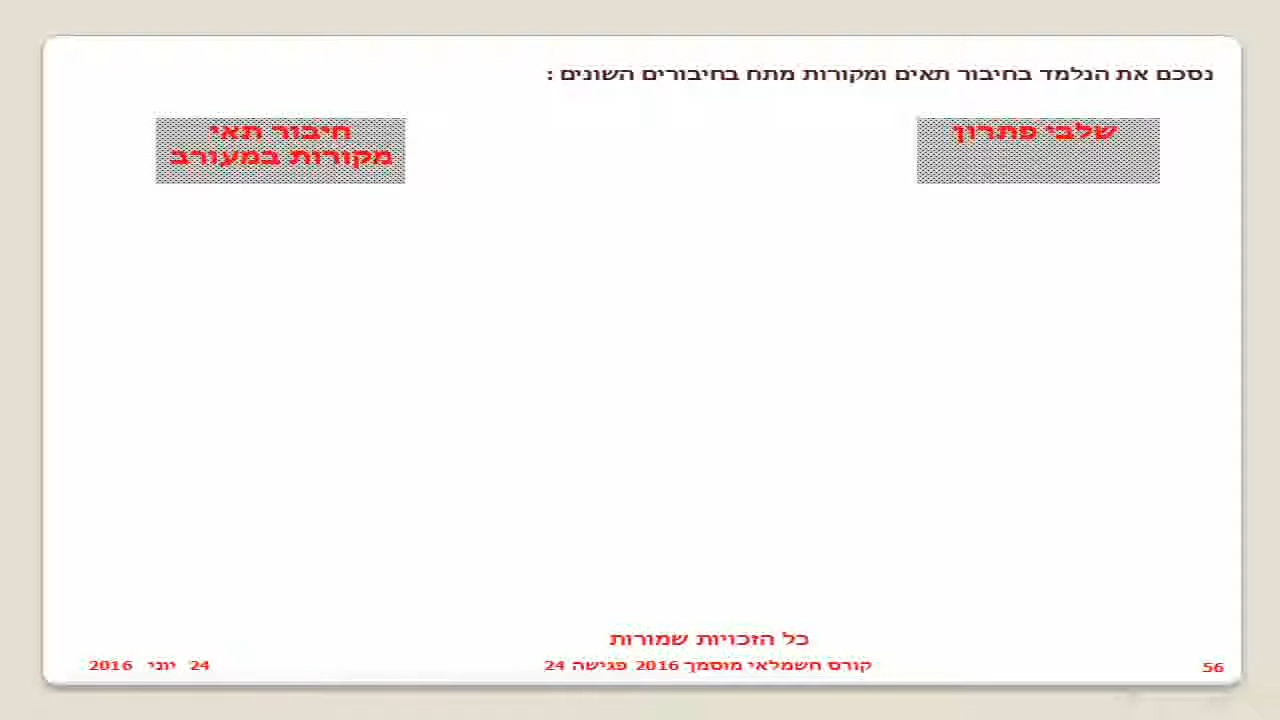 נסכם את הנלמד בחיבור תאים ומקורות מתח בחיבורים השונים :
שלבי פתרון
חיבור תאי
מקורות במעורב
כל הזכויות שמורות
56
קורס חשמלאי מוסמך 2016 פגישה 24
24 יוני 2016